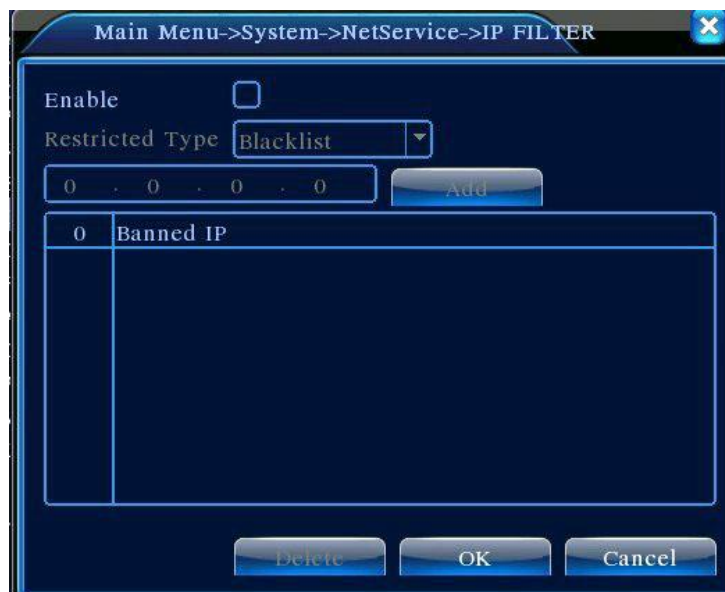 Main Menu->System->NetService->IP FILTER
Enable
Restricted Type Blacklist
0 . 0 . 0 . 0 Add
0 Banned IP
Delete OK Cancel